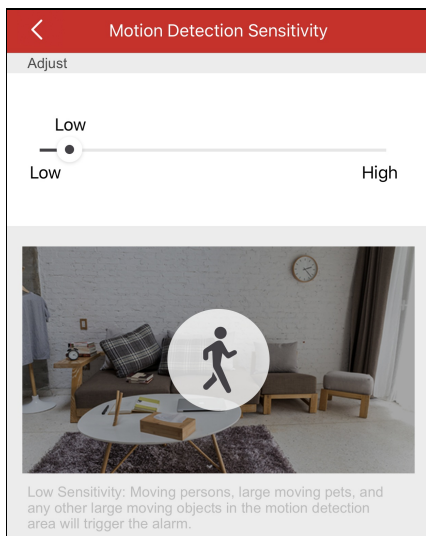 Motion Detection Sensitivity
Adjust
Low
Low High
Low Sensitivity: Moving persons, large moving pets, and
any other large moving objects in the motion detection
area will trigger the alarm.